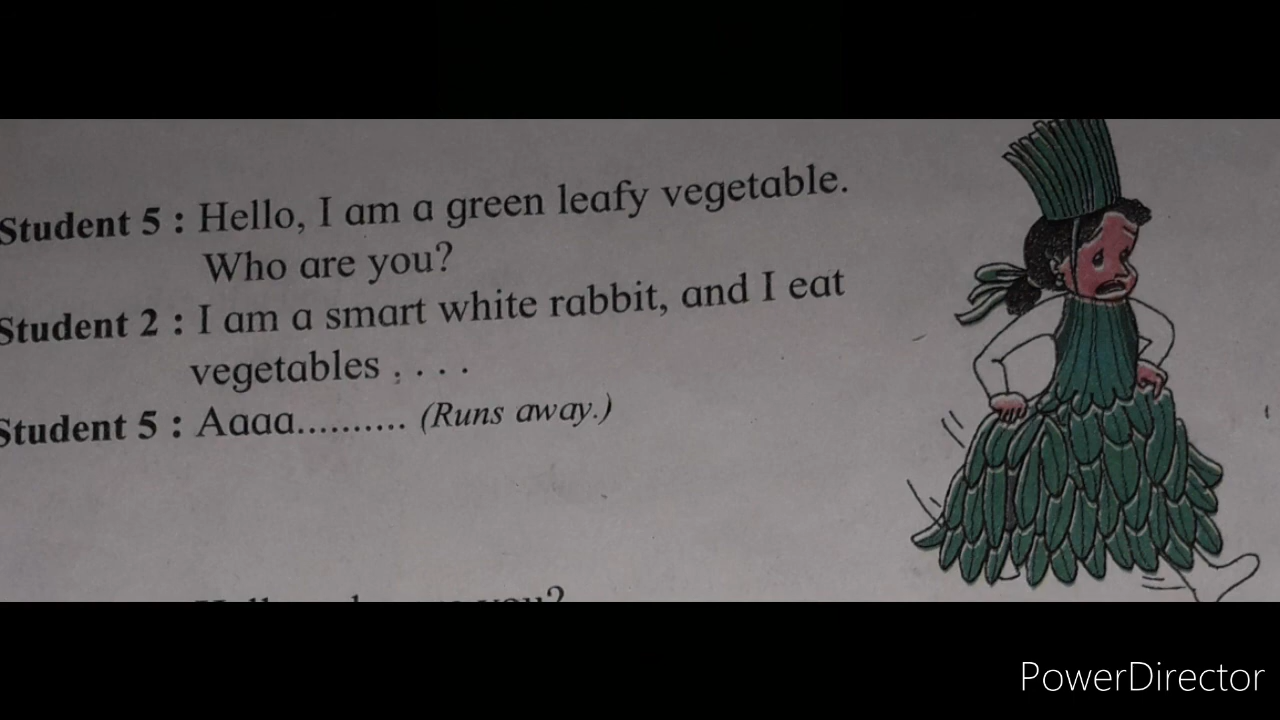 Student 5 : Hello, I am a green leafy vegetable.
Who are you?
Student 2 : I am a smart white rabbit, and I eat
vegetables . . . .
Student 5 : Aaaa.......... (Runs away.)
you?
PowerDirector